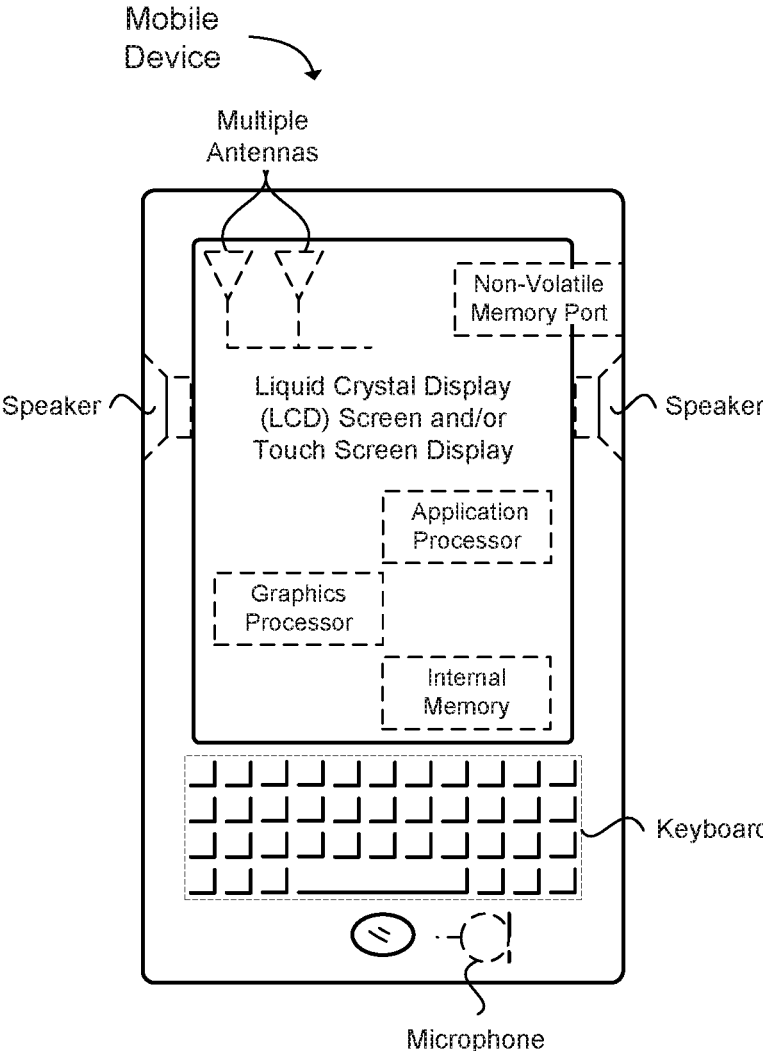 Mobile
Device
Multiple
Antennas
Non-Volatile
Memory Port
Speaker
Liquid Crystal Display
(LCD) Screen and/or
Touch Screen Display
Speaker
Application
Processor
Graphics
Processor
Internal
Memory
Keyboard
Microphone